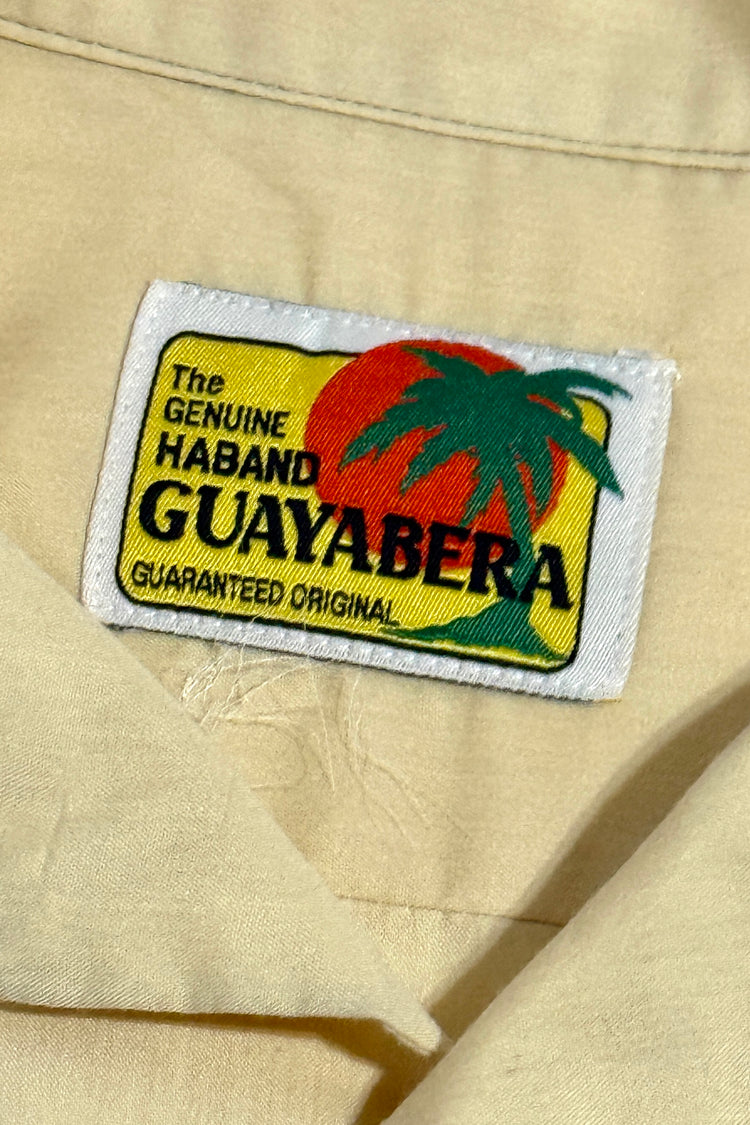 The
GENUINE
HABAND
GUAYABERA
GUARANTEED ORIGINAL